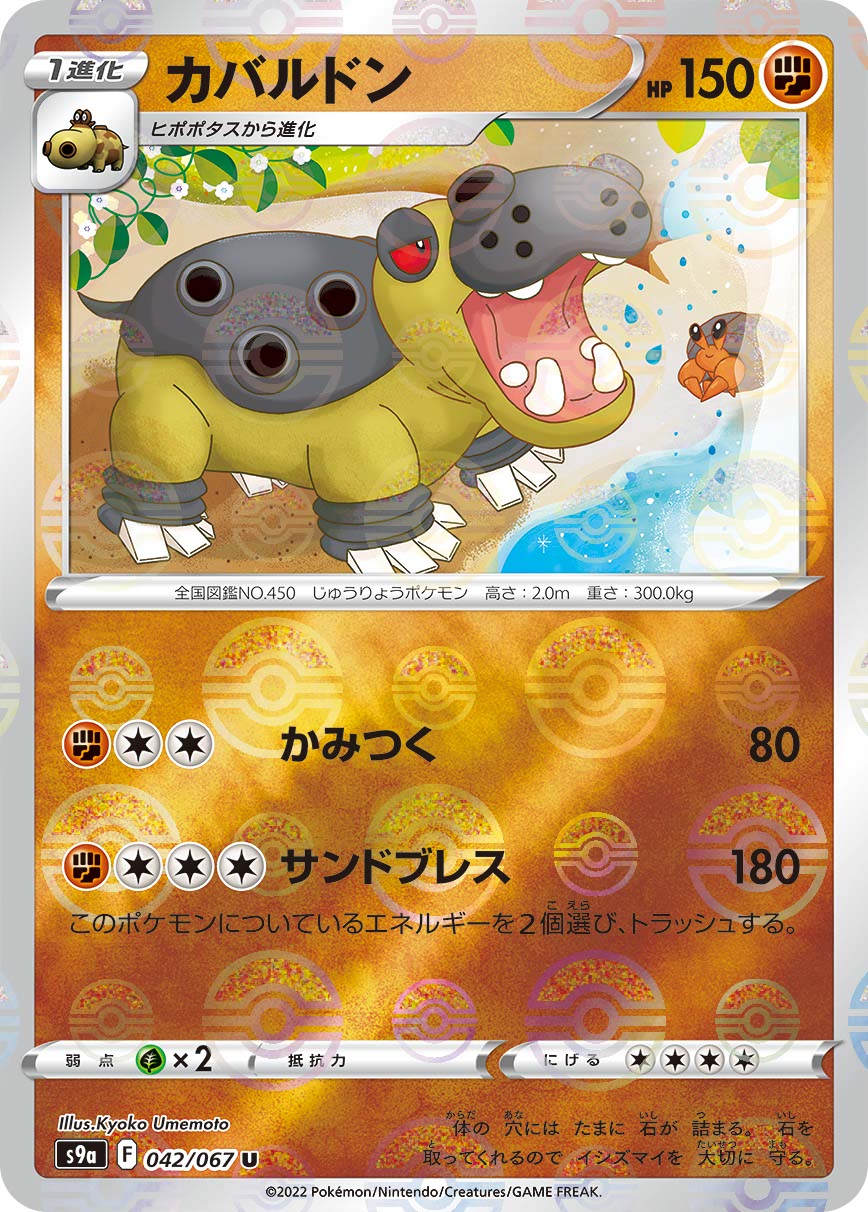 1進化
カバルドン
HP 150
ヒポポタスから進化
全国図鑑NO.450 じゅうりょうポケモン 高さ:2.0m 重さ:300.0kg
かみつく 80
サンドブレス 180
このポケモンについているエネルギーを2個選び、トラッシュする。
弱点 ×2 抵抗力 にげる
Illus.Kyoko Umemoto
s9a F 042/067 U
体の 穴には たまに 石が 詰まる。 石を
取ってくれるので イシズマイを 大切に 守る。
©2022 Pokémon/Nintendo/Creatures/GAME FREAK.